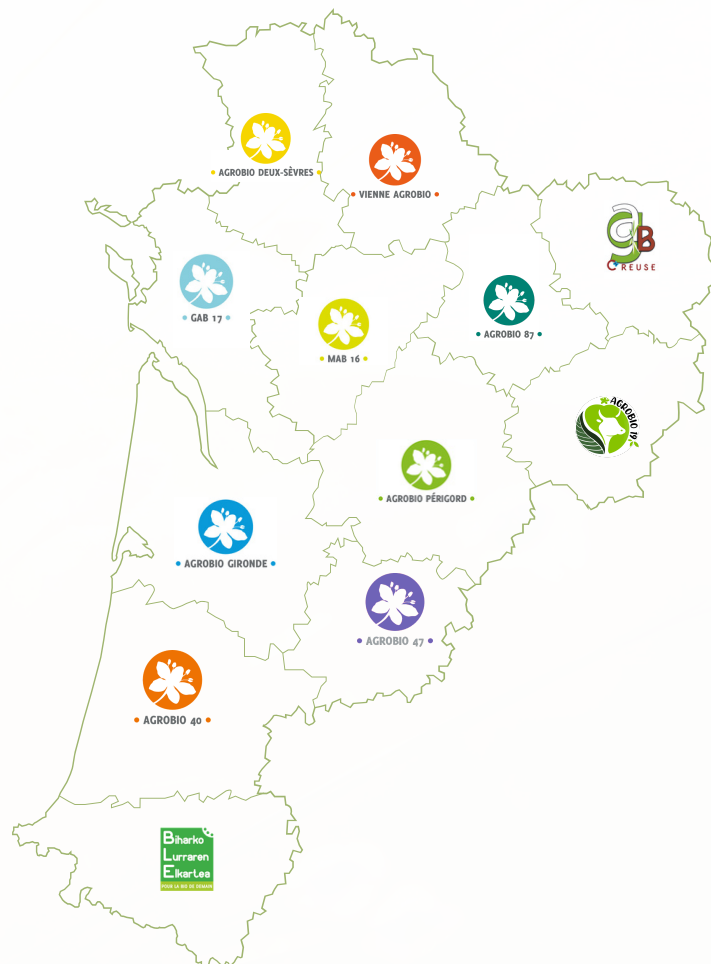 • AGROBIO DEUX-SÈVRES •
• VIENNE AGROBIO •
gaB
CREUSE
• GAB 17 •
• MAB 16 •
• AGROBIO 87 •
AGROBIO 19
• AGROBIO PÉRIGORD •
• AGROBIO GIRONDE •
• AGROBIO 47 •
• AGROBIO 40 •
Biharko
Lurraren
Elkartea
POUR LA BIO DE DEMAIN